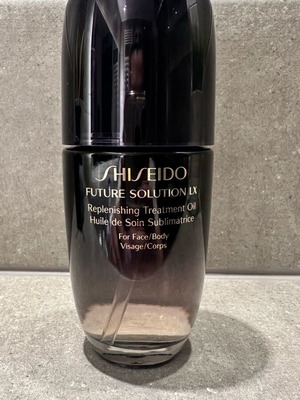 SHISEIDO
FUTURE SOLUTION LX
Replenishing Treatment Oil
Huile de Soin Sublimatrice
For Face/Body
Visage/Corps